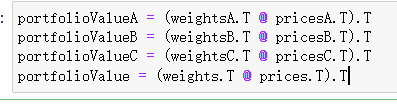 : portfolioValueA = (weightsA.T @ pricesA.T).T
portfolioValueB = (weightsB.T @ pricesB.T).T
portfolioValueC = (weightsC.T @ pricesC.T).T
portfolioValue = (weights.T @ prices.T).T